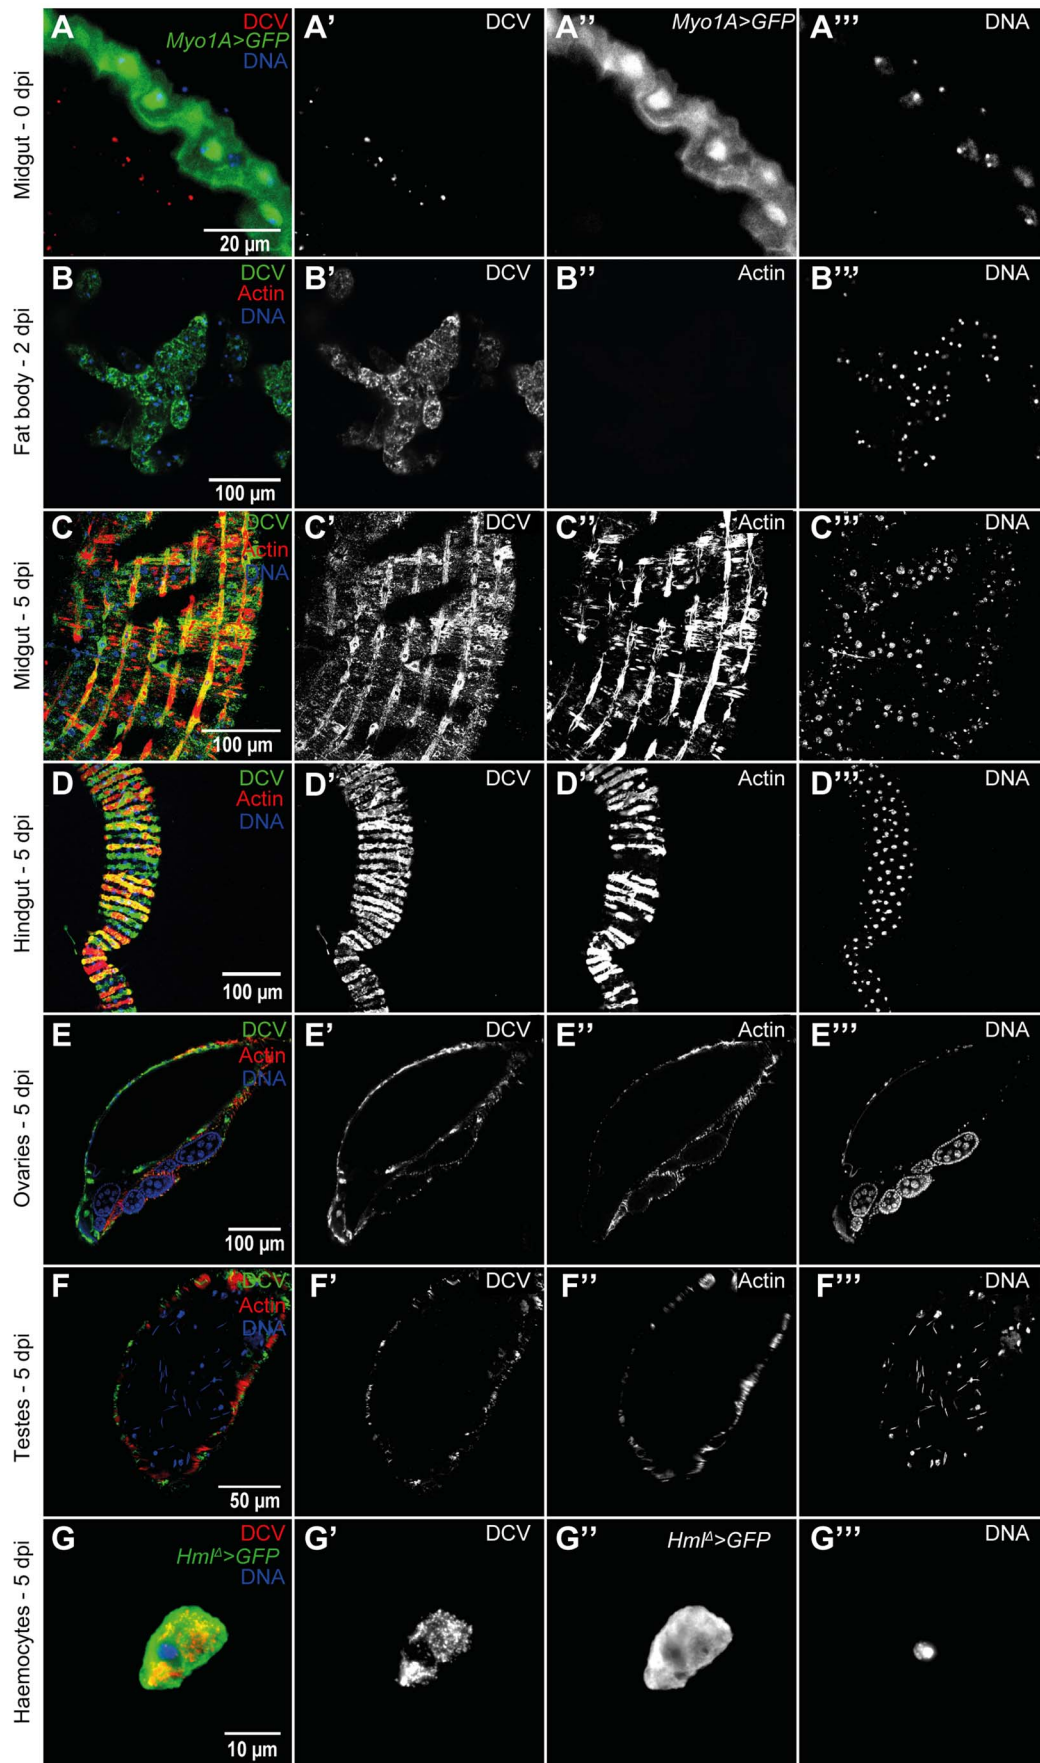 Midgut - 0 dpi
A
DCV
Myo1A>GFP
DNA
20 µm
A'
DCV
A''
Myo1A>GFP
A'''
DNA
Fat body - 2 dpi
B
DCV
Actin
DNA
100 µm
B'
DCV
B''
Actin
B'''
DNA
Midgut - 5 dpi
C
DCV
Actin
DNA
100 µm
C'
DCV
C''
Actin
C'''
DNA
Hindgut - 5 dpi
D
DCV
Actin
DNA
100 µm
D'
DCV
D''
Actin
D'''
DNA
Ovaries - 5 dpi
E
DCV
Actin
DNA
100 µm
E'
DCV
E''
Actin
E'''
DNA
Testes - 5 dpi
F
DCV
Actin
DNA
50 µm
F'
DCV
F''
Actin
F'''
DNA
Haemocytes - 5 dpi
G
DCV
HmlΔ>GFP
DNA
10 µm
G'
DCV
G''
HmlΔ>GFP
G'''
DNA